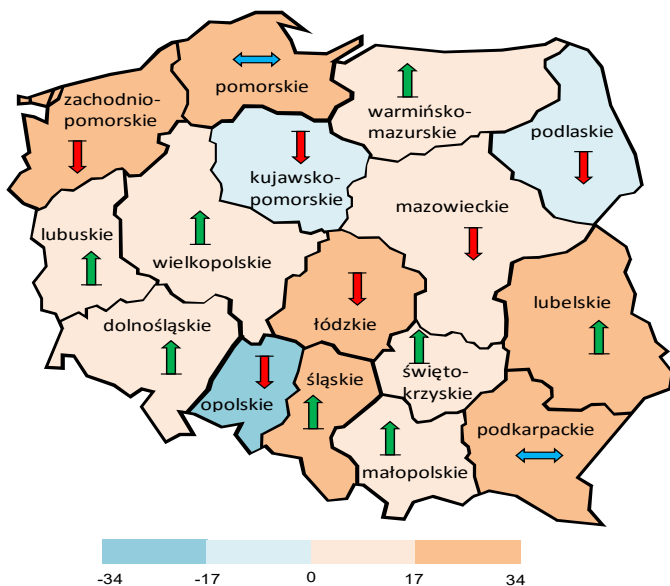 zachodnio-
pomorskie
pomorskie
warmińsko-
mazurskie
podlaskie
kujawsko-
pomorskie
mazowieckie
lubuskie
wielkopolskie
lubelskie
dolnośląskie
łódzkie
opolskie
śląskie
święto-
krzyskie
podkarpackie
małopolskie
-34 -17 0 17 34